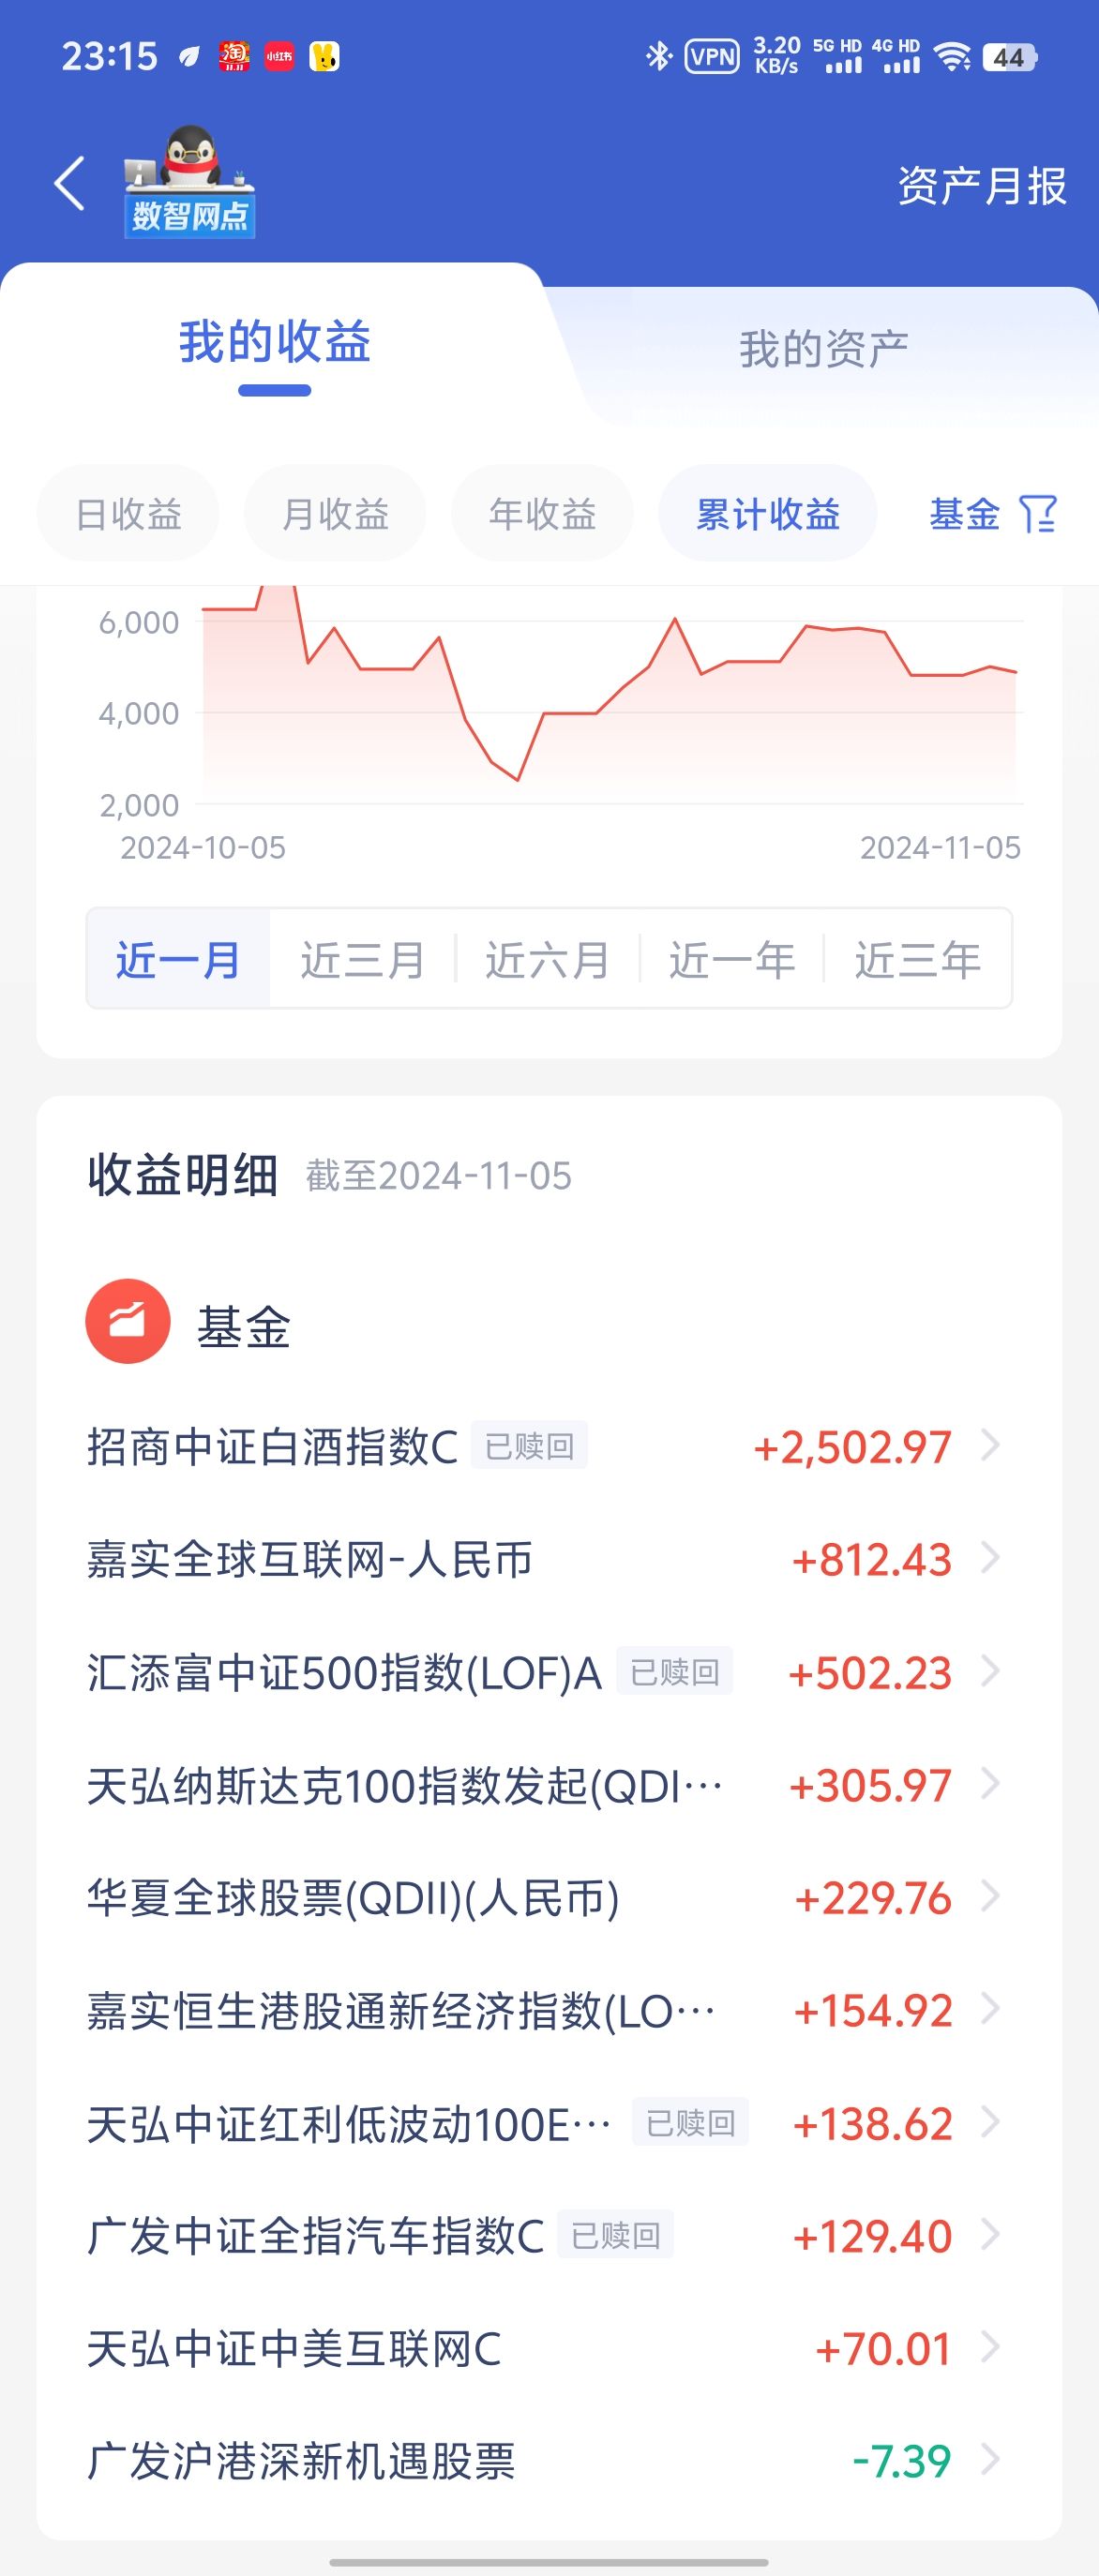 23:15 淘 11.11 小红书 VPN 3.20 KB/s 5G HD 4G HD 44
数智网点 资产月报
我的收益 我的资产
日收益 月收益 年收益 累计收益 基金
6,000
4,000
2,000
2024-10-05 2024-11-05
近一月 近三月 近六月 近一年 近三年
收益明细 截至2024-11-05
基金
招商中证白酒指数C 已赎回 +2,502.97
嘉实全球互联网-人民币 +812.43
汇添富中证500指数(LOF)A 已赎回 +502.23
天弘纳斯达克100指数发起(QDI… +305.97
华夏全球股票(QDII)(人民币) +229.76
嘉实恒生港股通新经济指数(LO… +154.92
天弘中证红利低波动100E… 已赎回 +138.62
广发中证全指汽车指数C 已赎回 +129.40
天弘中证中美互联网C +70.01
广发沪港深新机遇股票 -7.39